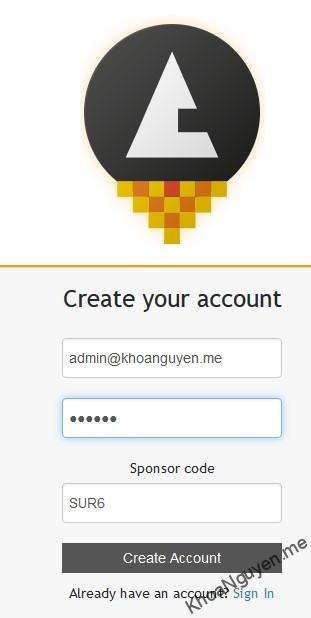 Create your account
admin@khoanguyen.me
••••••
Sponsor code
SUR6
Create Account
Already have an account? Sign In
KhoaNguyen.me